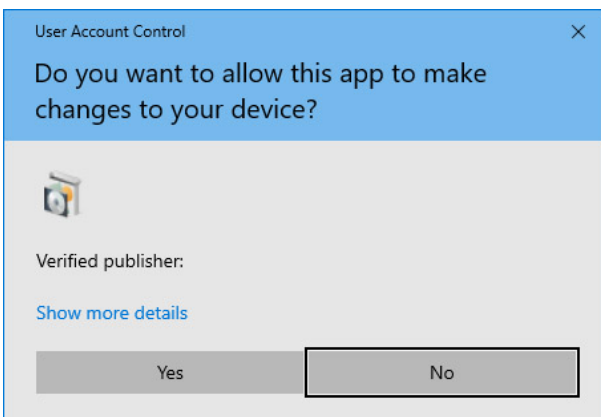 User Account Control
Do you want to allow this app to make
changes to your device?
Verified publisher:
Show more details
Yes
No